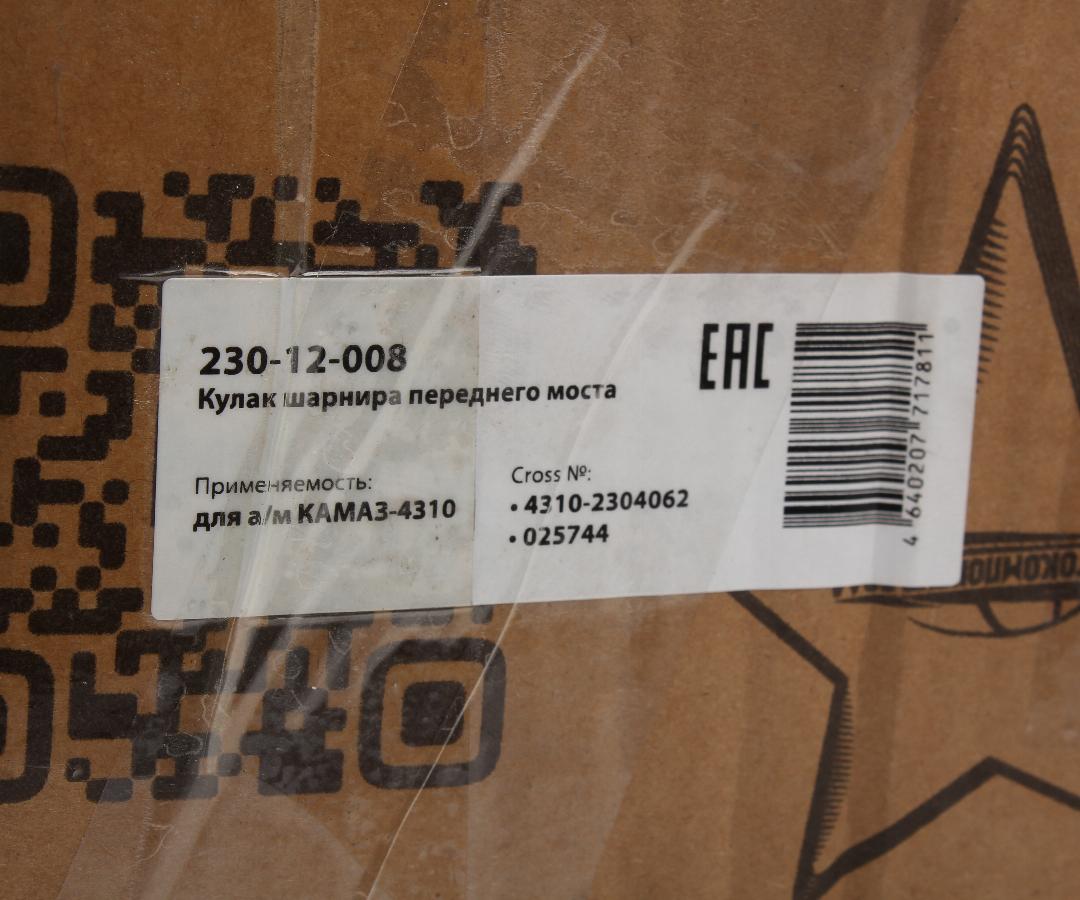 230-12-008
Кулак шарнира переднего моста
EAC
Применяемость:
для а/м КАМАЗ-4310
Cross №:
• 4310-2304062
• 025744
4 640207 717811